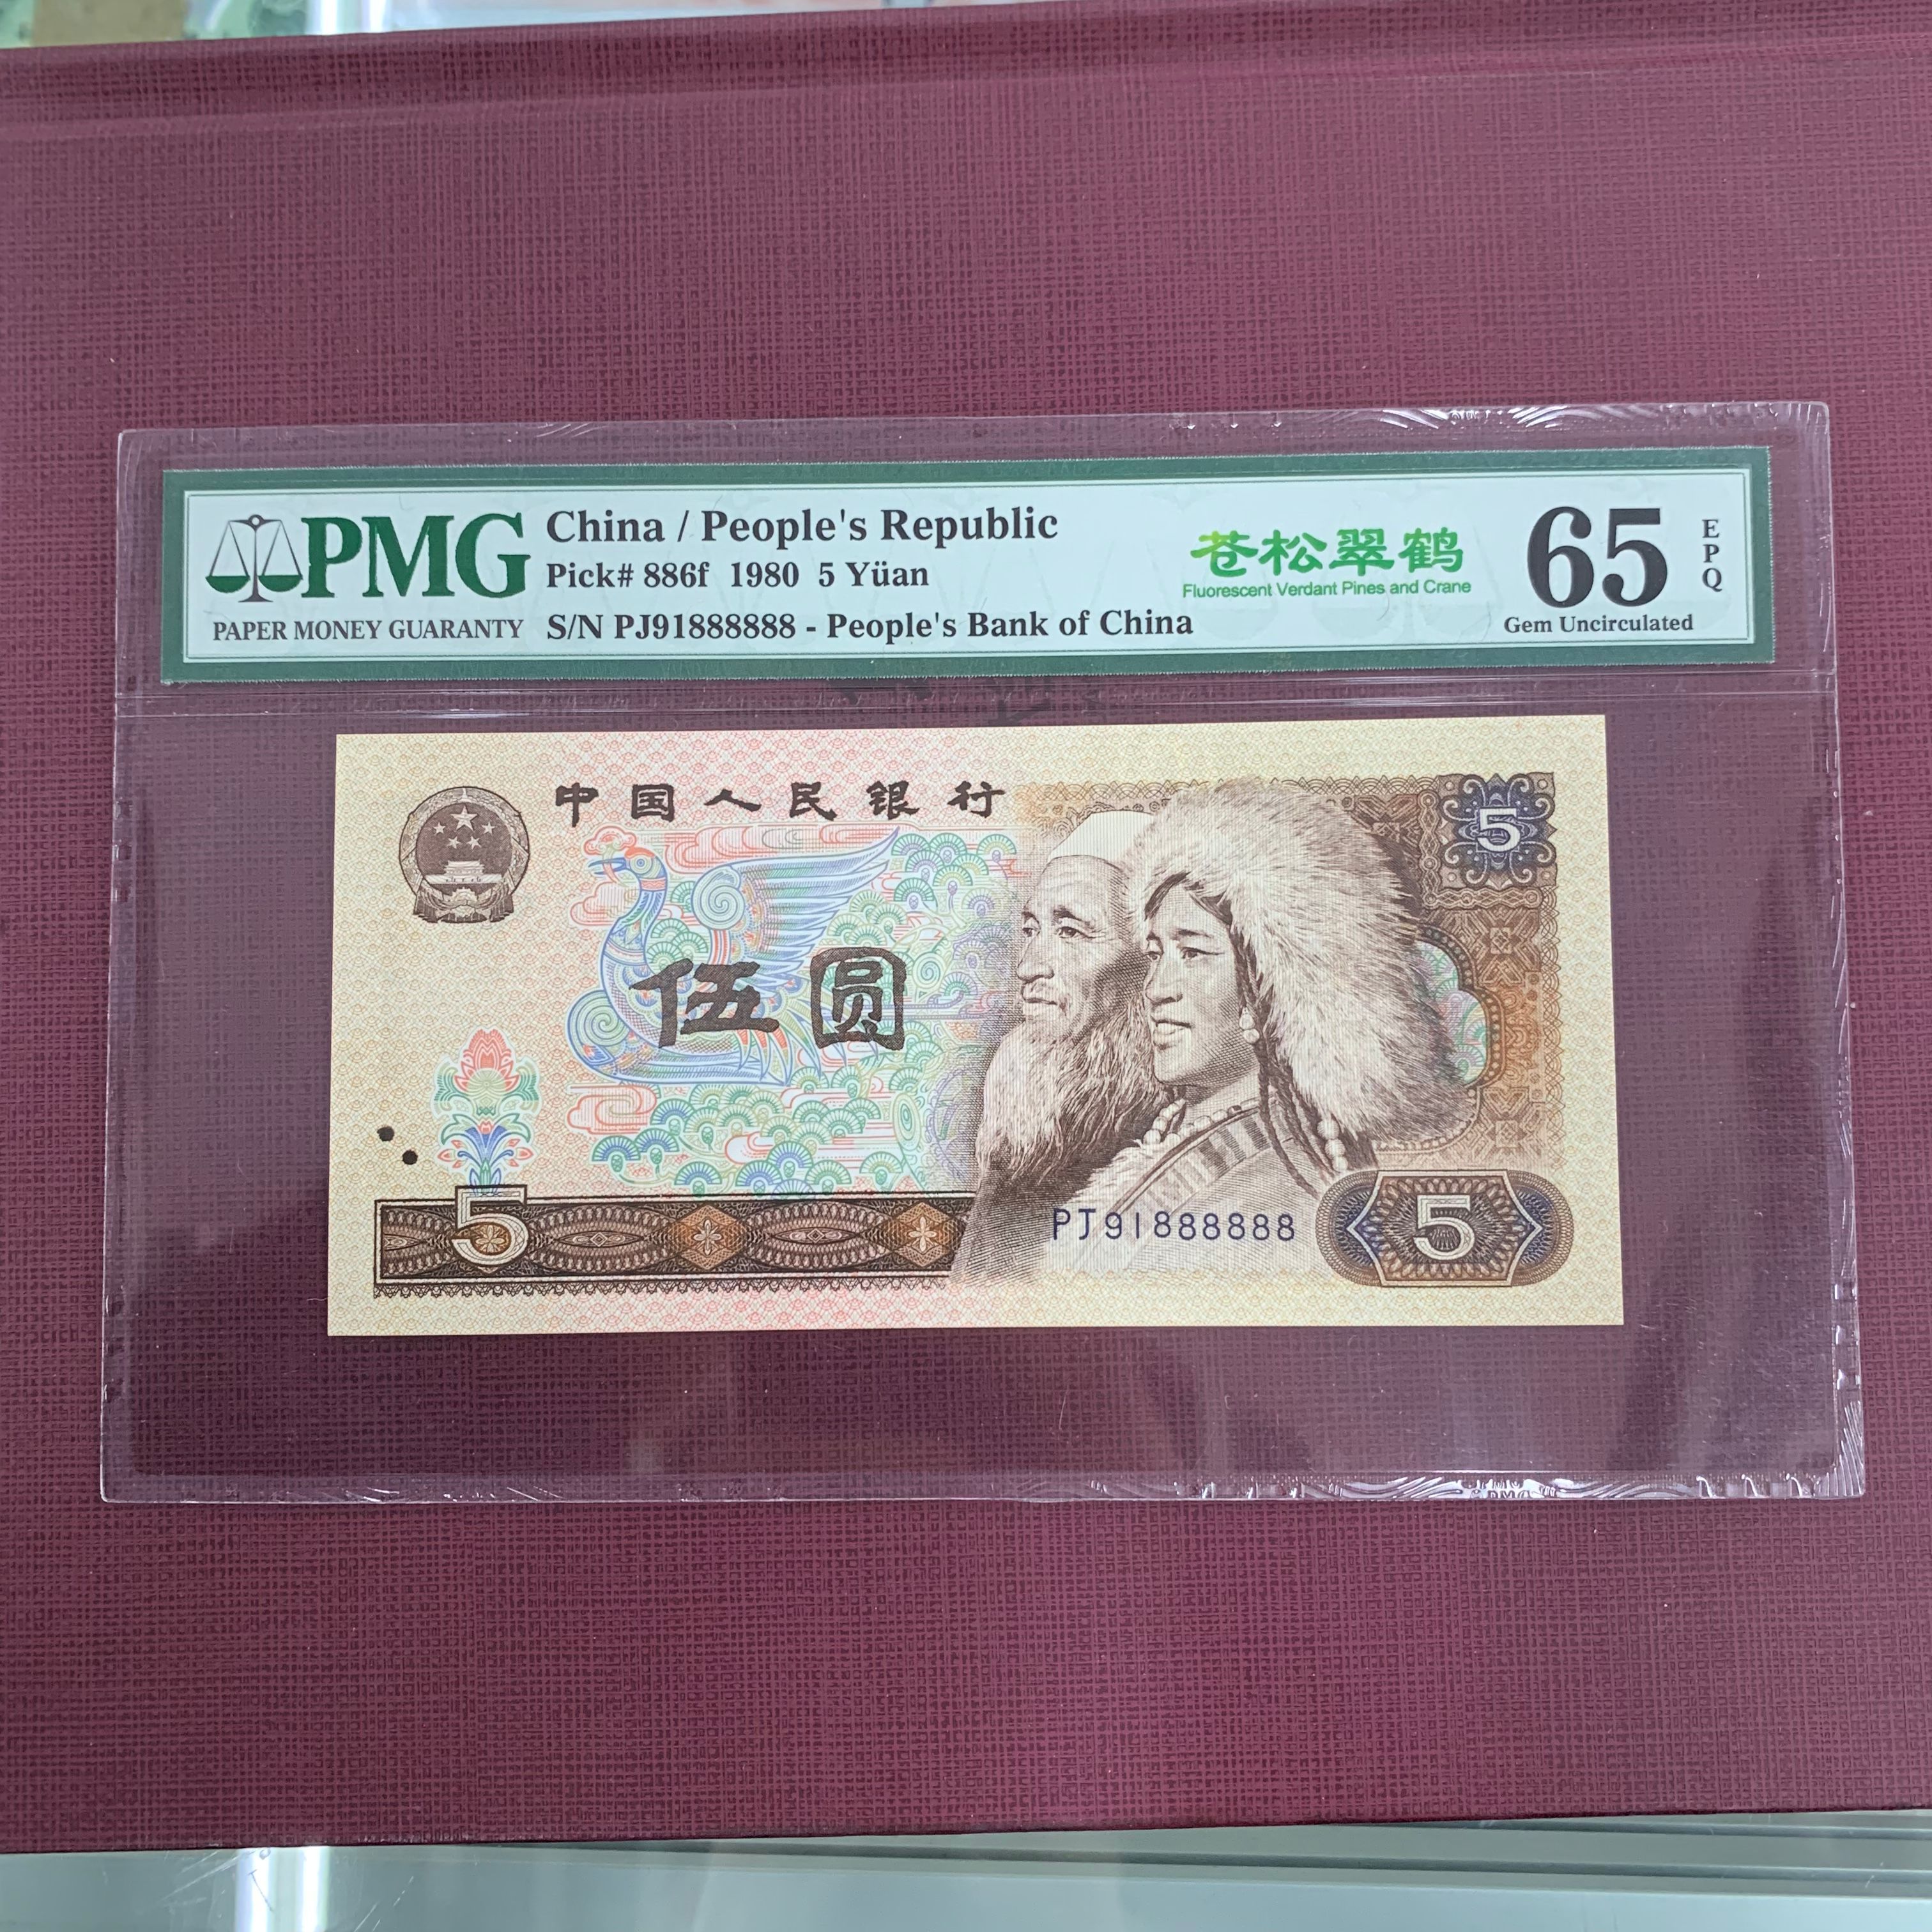 PMG
PAPER MONEY GUARANTY
China / People's Republic
Pick# 886f 1980 5 Yüan
S/N PJ91888888 - People's Bank of China
苍松翠鹤
Fluorescent Verdant Pines and Crane
65
EPQ
Gem Uncirculated
中国人民银行
5
伍圆
5
PJ91888888
5